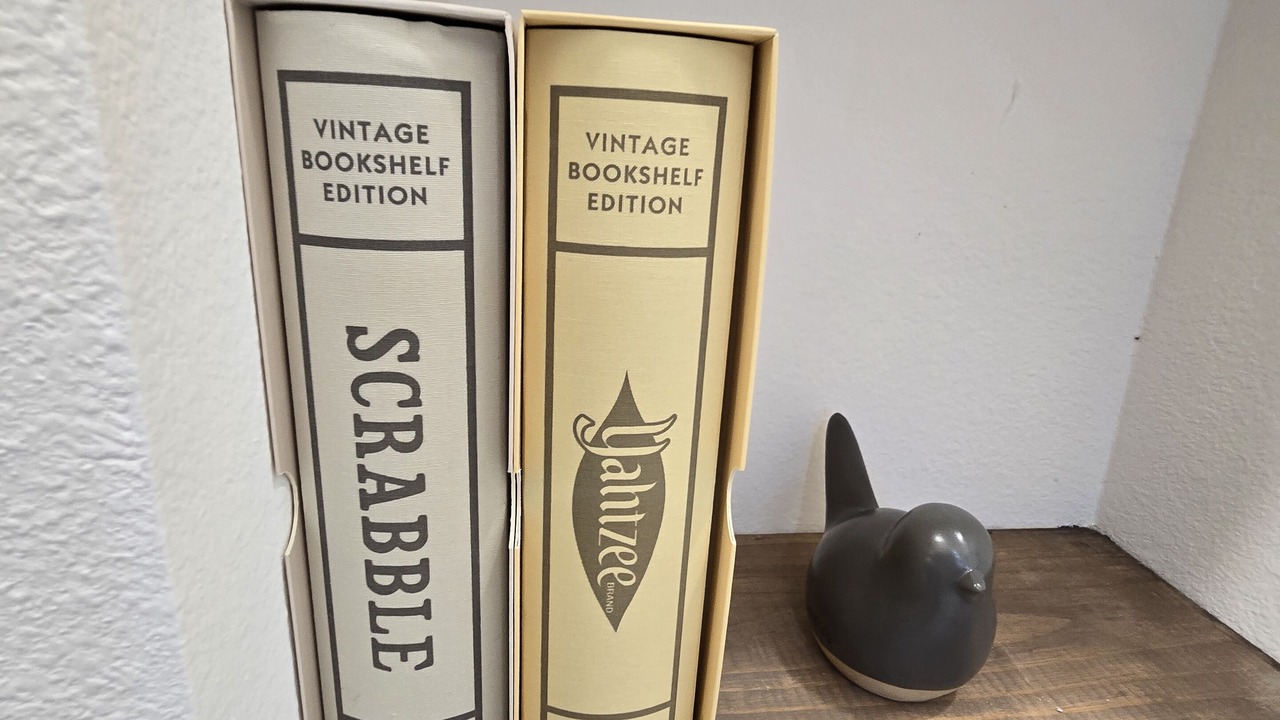 VINTAGE
BOOKSHELF
EDITION
SCRABBLE
VINTAGE
BOOKSHELF
EDITION
Yahtzee
BRAND